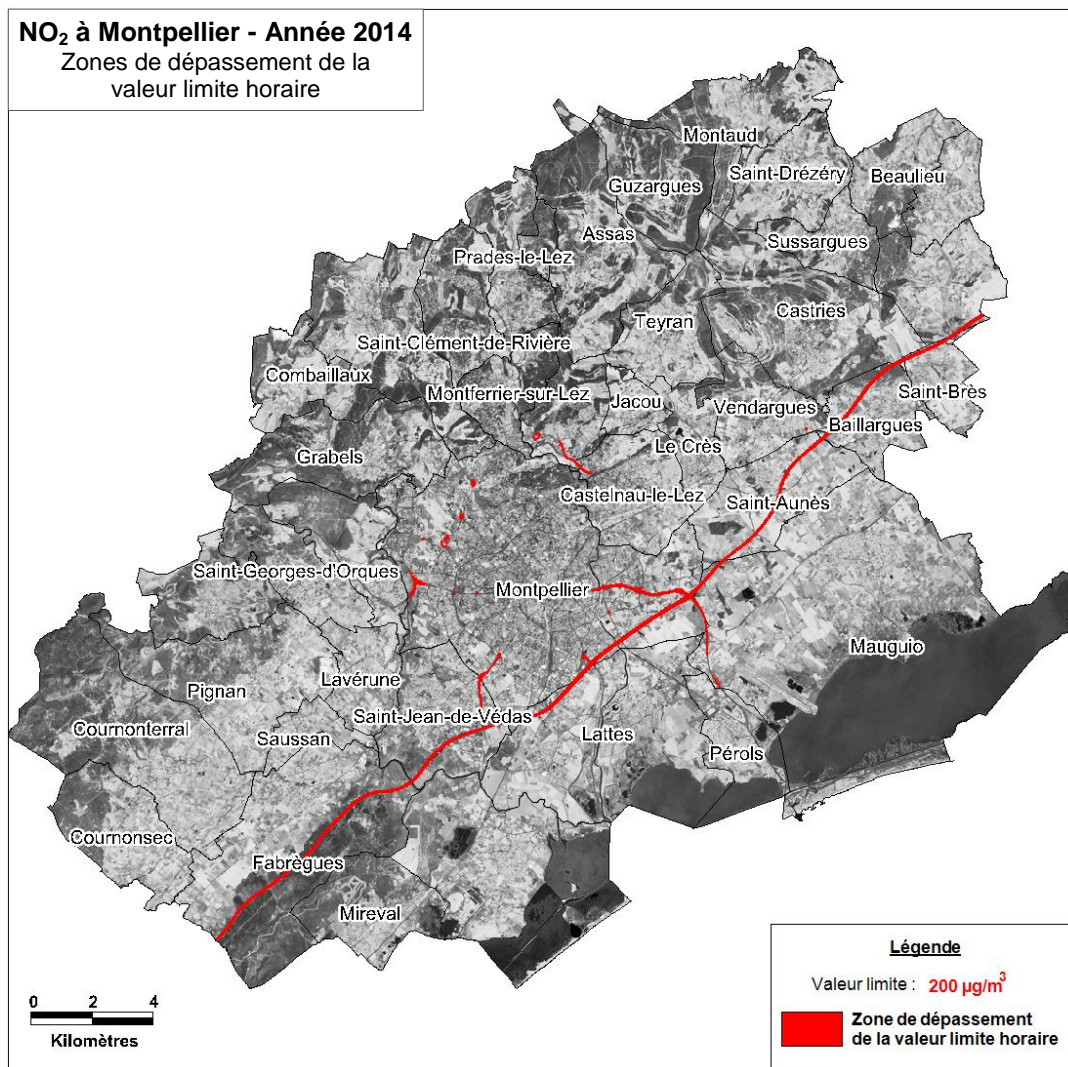 NO₂ à Montpellier - Année 2014
Zones de dépassement de la
valeur limite horaire
Montaud
Saint-Drézéry
Beaulieu
Guzargues
Assas
Sussargues
Prades-le-Lez
Castries
Teyran
Saint-Clément-de-Rivière
Combaillaux
Montferrier-sur-Lez
Jacou
Saint-Brès
Vendargues
Baillargues
Le Crès
Grabels
Castelnau-le-Lez
Saint-Aunès
Saint-Georges-d'Orques
Montpellier
Mauguio
Lavérune
Pignan
Saint-Jean-de-Védas
Cournonterral
Saussan
Lattes
Pérols
Cournonsec
Fabrègues
Mireval
0 2 4
Kilomètres
Légende
Valeur limite : 200 µg/m³
Zone de dépassement
de la valeur limite horaire